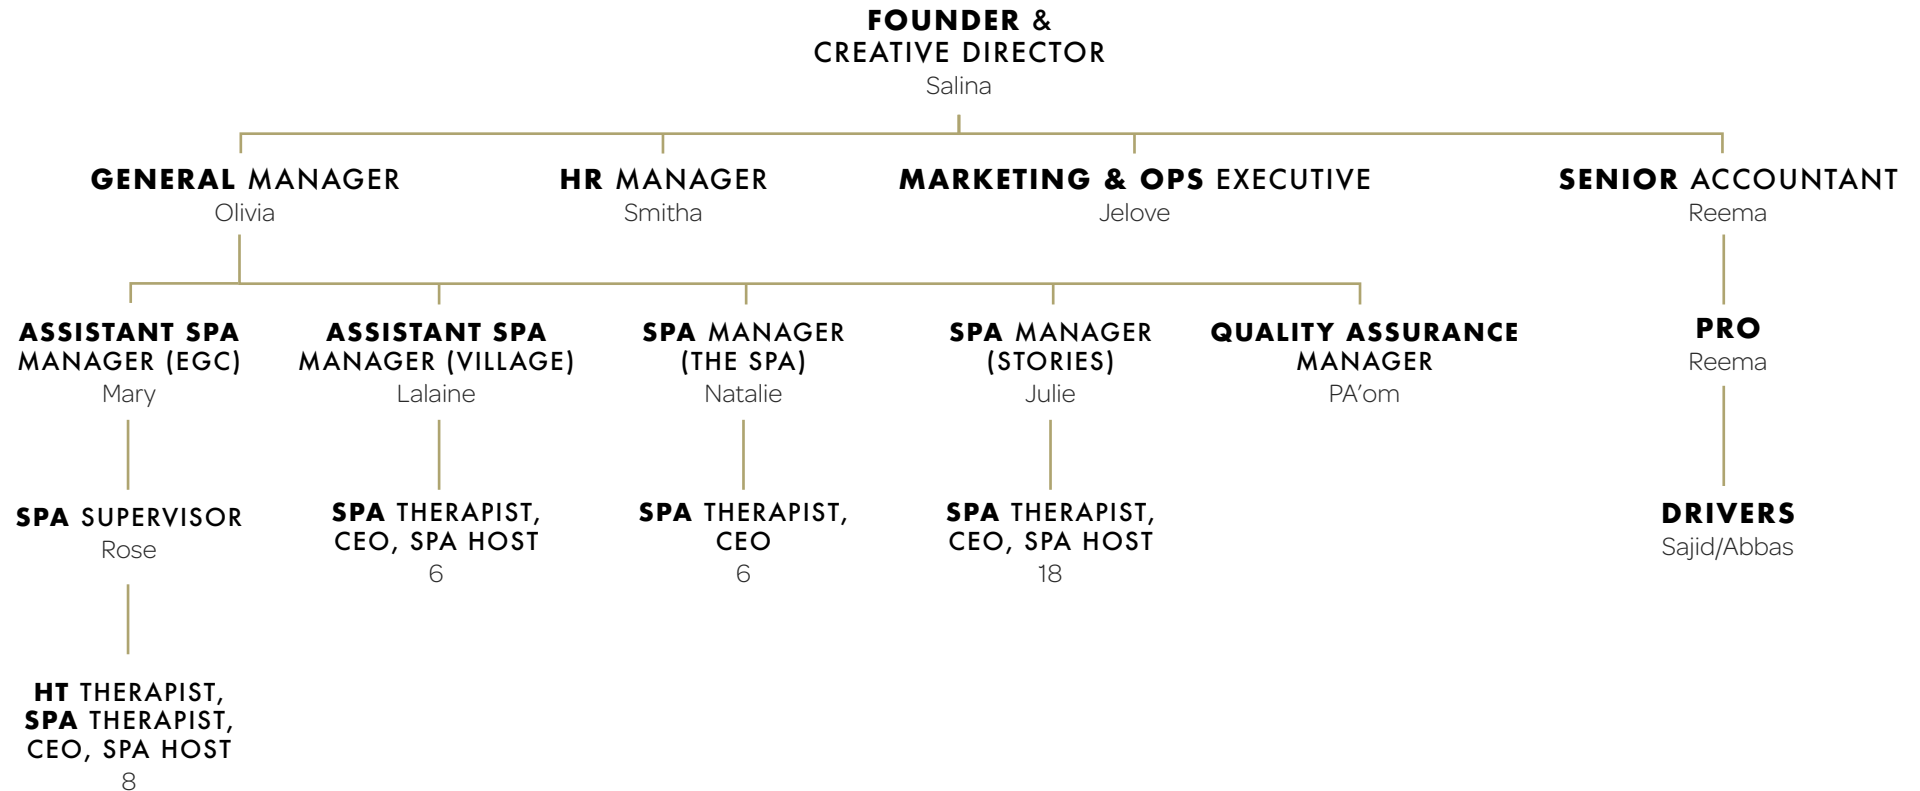 FOUNDER &
CREATIVE DIRECTOR
Salina
GENERAL MANAGER
Olivia
HR MANAGER
Smitha
MARKETING & OPS EXECUTIVE
Jelove
SENIOR ACCOUNTANT
Reema
ASSISTANT SPA
MANAGER (EGC)
Mary
ASSISTANT SPA
MANAGER (VILLAGE)
Lalaine
SPA MANAGER
(THE SPA)
Natalie
SPA MANAGER
(STORIES)
Julie
QUALITY ASSURANCE
MANAGER
PA’om
PRO
Reema
SPA SUPERVISOR
Rose
SPA THERAPIST,
CEO, SPA HOST
6
SPA THERAPIST,
CEO
6
SPA THERAPIST,
CEO, SPA HOST
18
DRIVERS
Sajid/Abbas
HT THERAPIST,
SPA THERAPIST,
CEO, SPA HOST
8